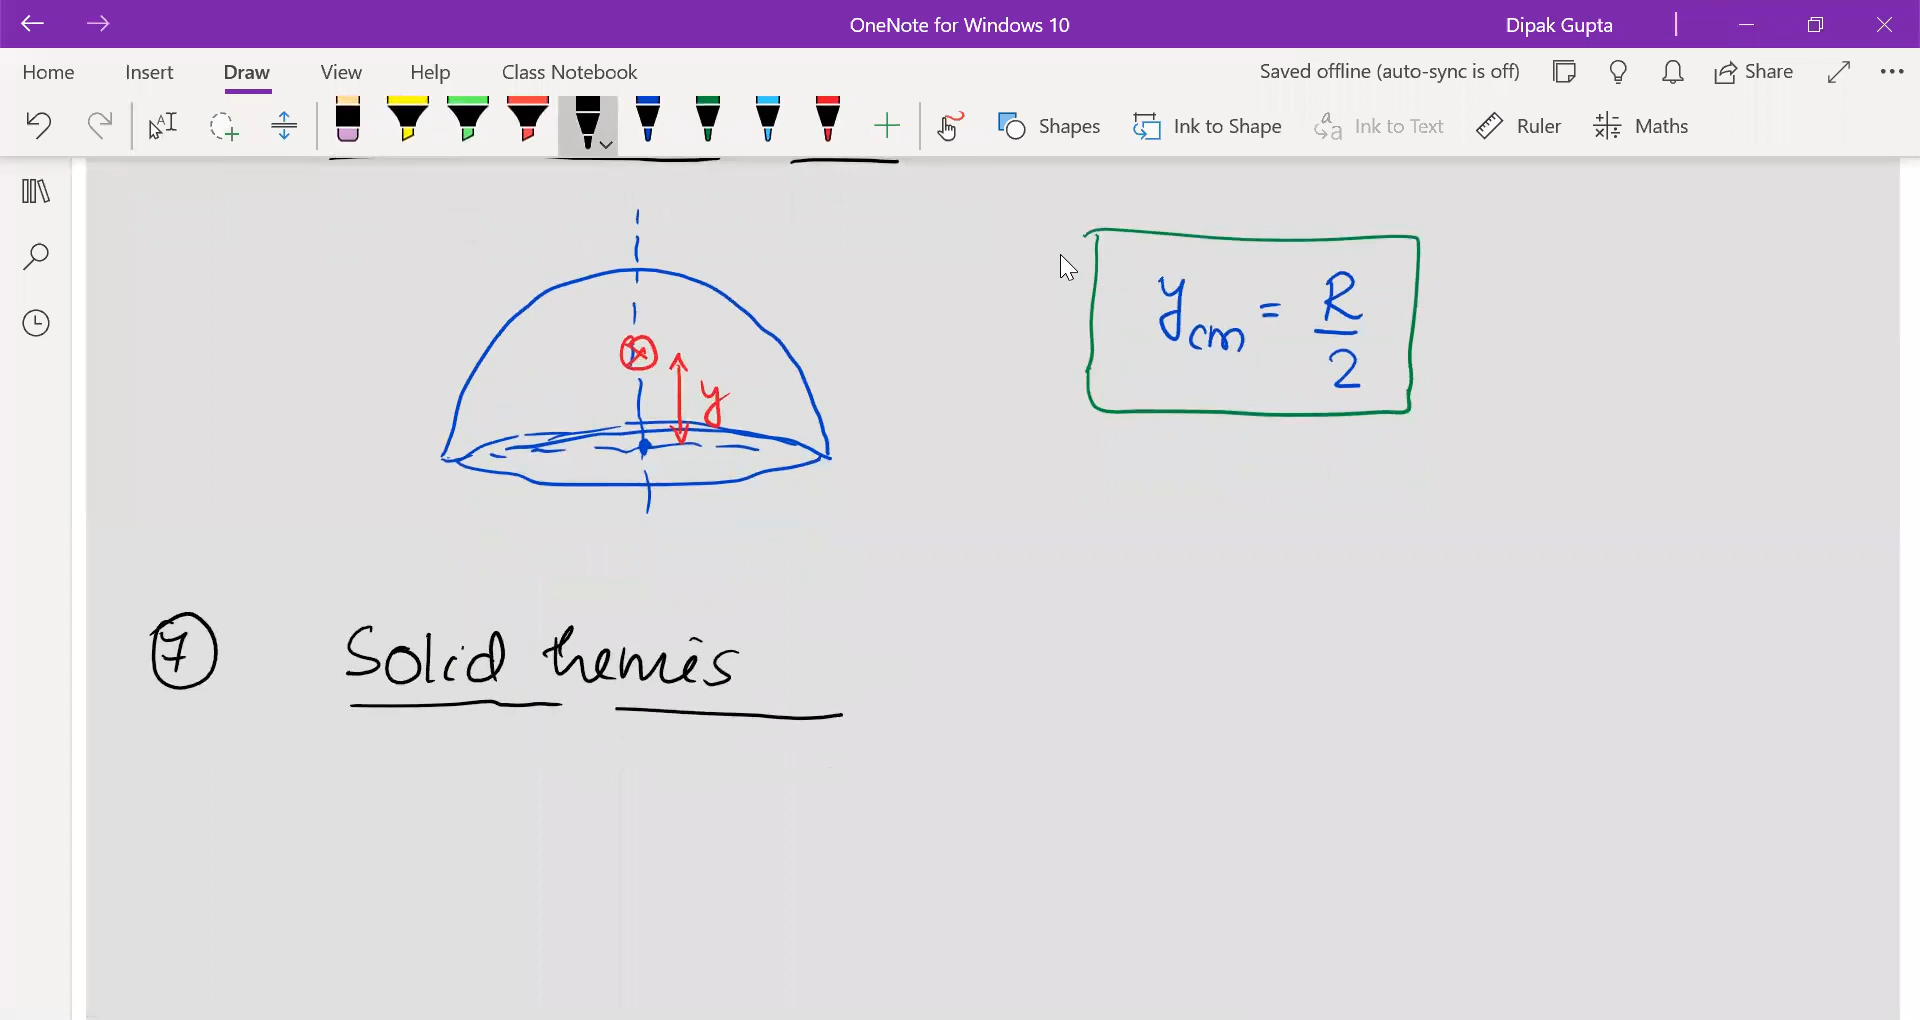 OneNote for Windows 10
Dipak Gupta
Home Insert Draw View Help Class Notebook
Saved offline (auto-sync is off) Share
Shapes Ink to Shape Ink to Text Ruler Maths
y
y_cm = R/2
7 Solid hemis